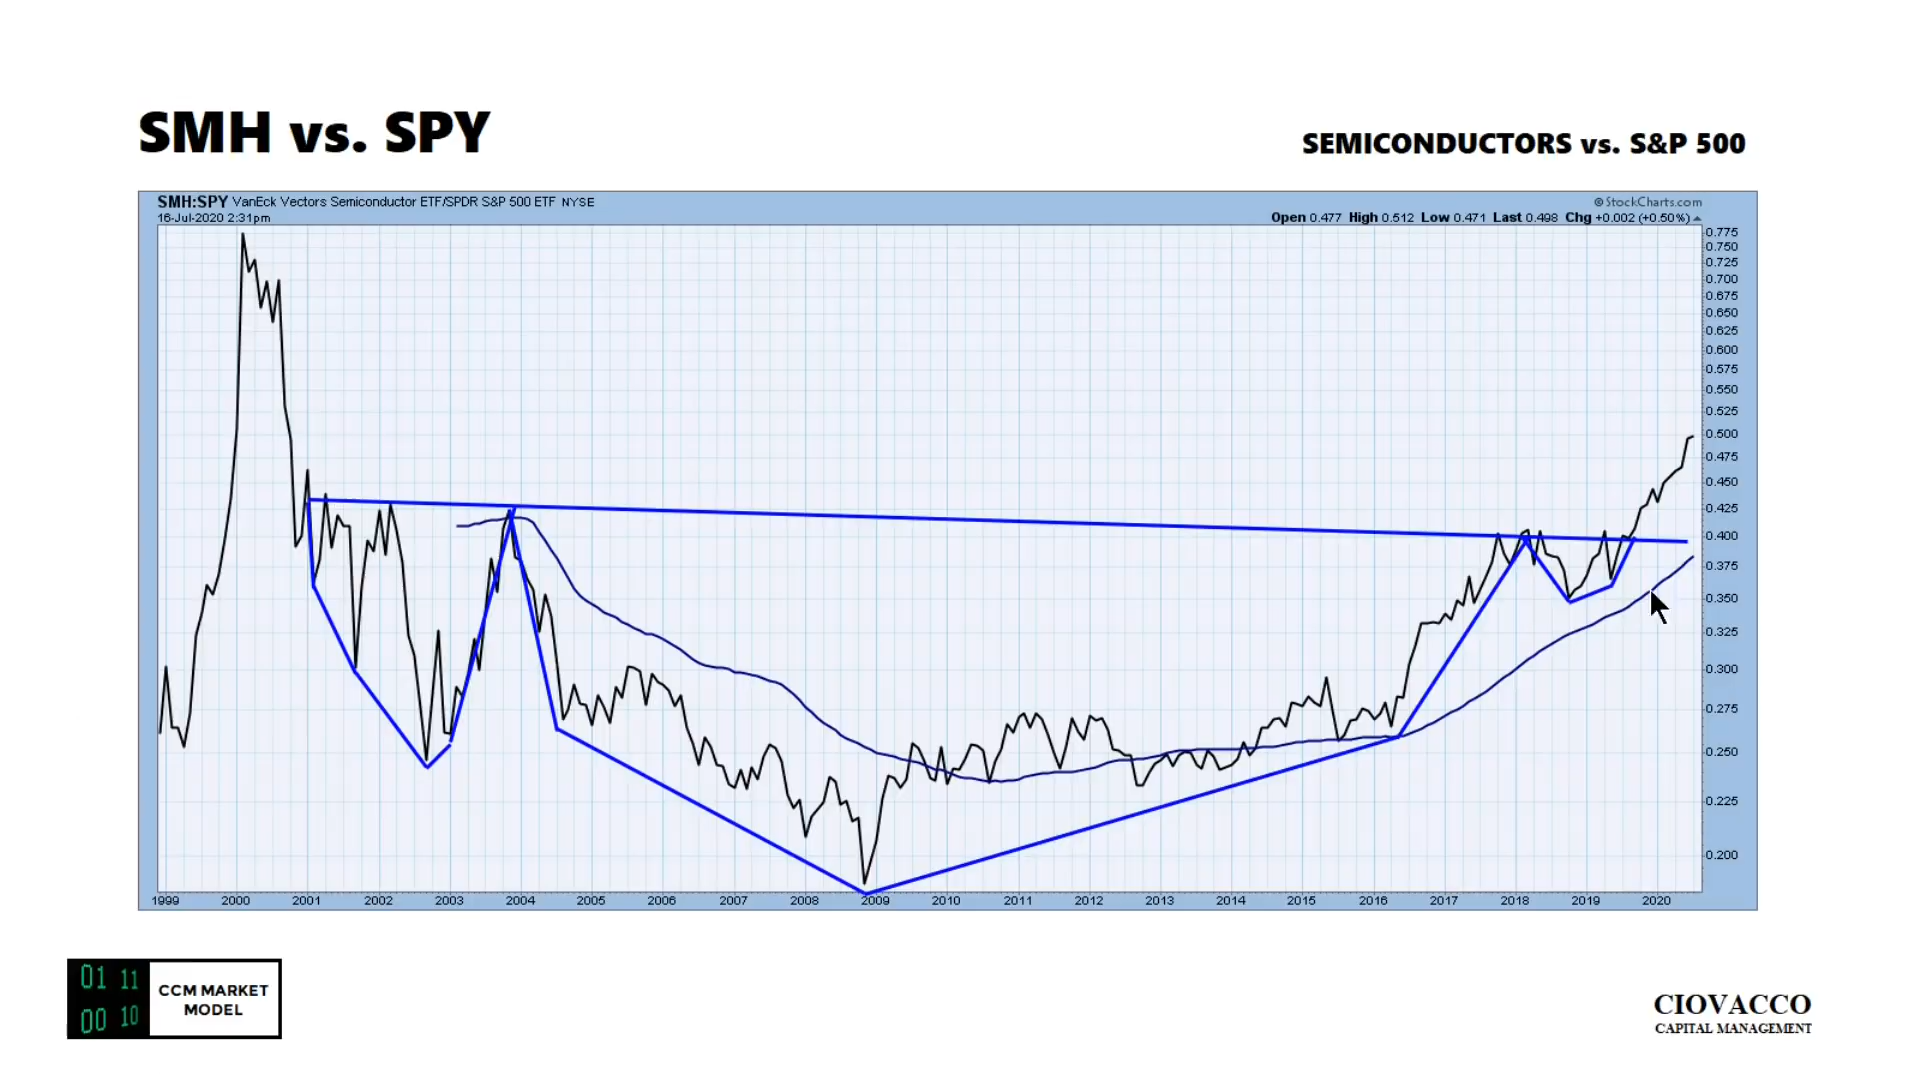 SMH vs. SPY
SEMICONDUCTORS vs. S&P 500
SMH:SPY VanEck Vectors Semiconductor ETF/SPDR S&P 500 ETF NYSE
© StockCharts.com
16-Jul-2020 2:31pm
Open 0.477 High 0.512 Low 0.471 Last 0.498 Chg +0.002 (+0.50%)
0.775
0.750
0.725
0.700
0.675
0.650
0.625
0.600
0.575
0.550
0.525
0.500
0.475
0.450
0.425
0.400
0.375
0.350
0.325
0.300
0.275
0.250
0.225
0.200
1999 2000 2001 2002 2003 2004 2005 2006 2007 2008 2009 2010 2011 2012 2013 2014 2015 2016 2017 2018 2019 2020
01 11
00 10
CCM MARKET
MODEL
CIOVACCO
CAPITAL MANAGEMENT